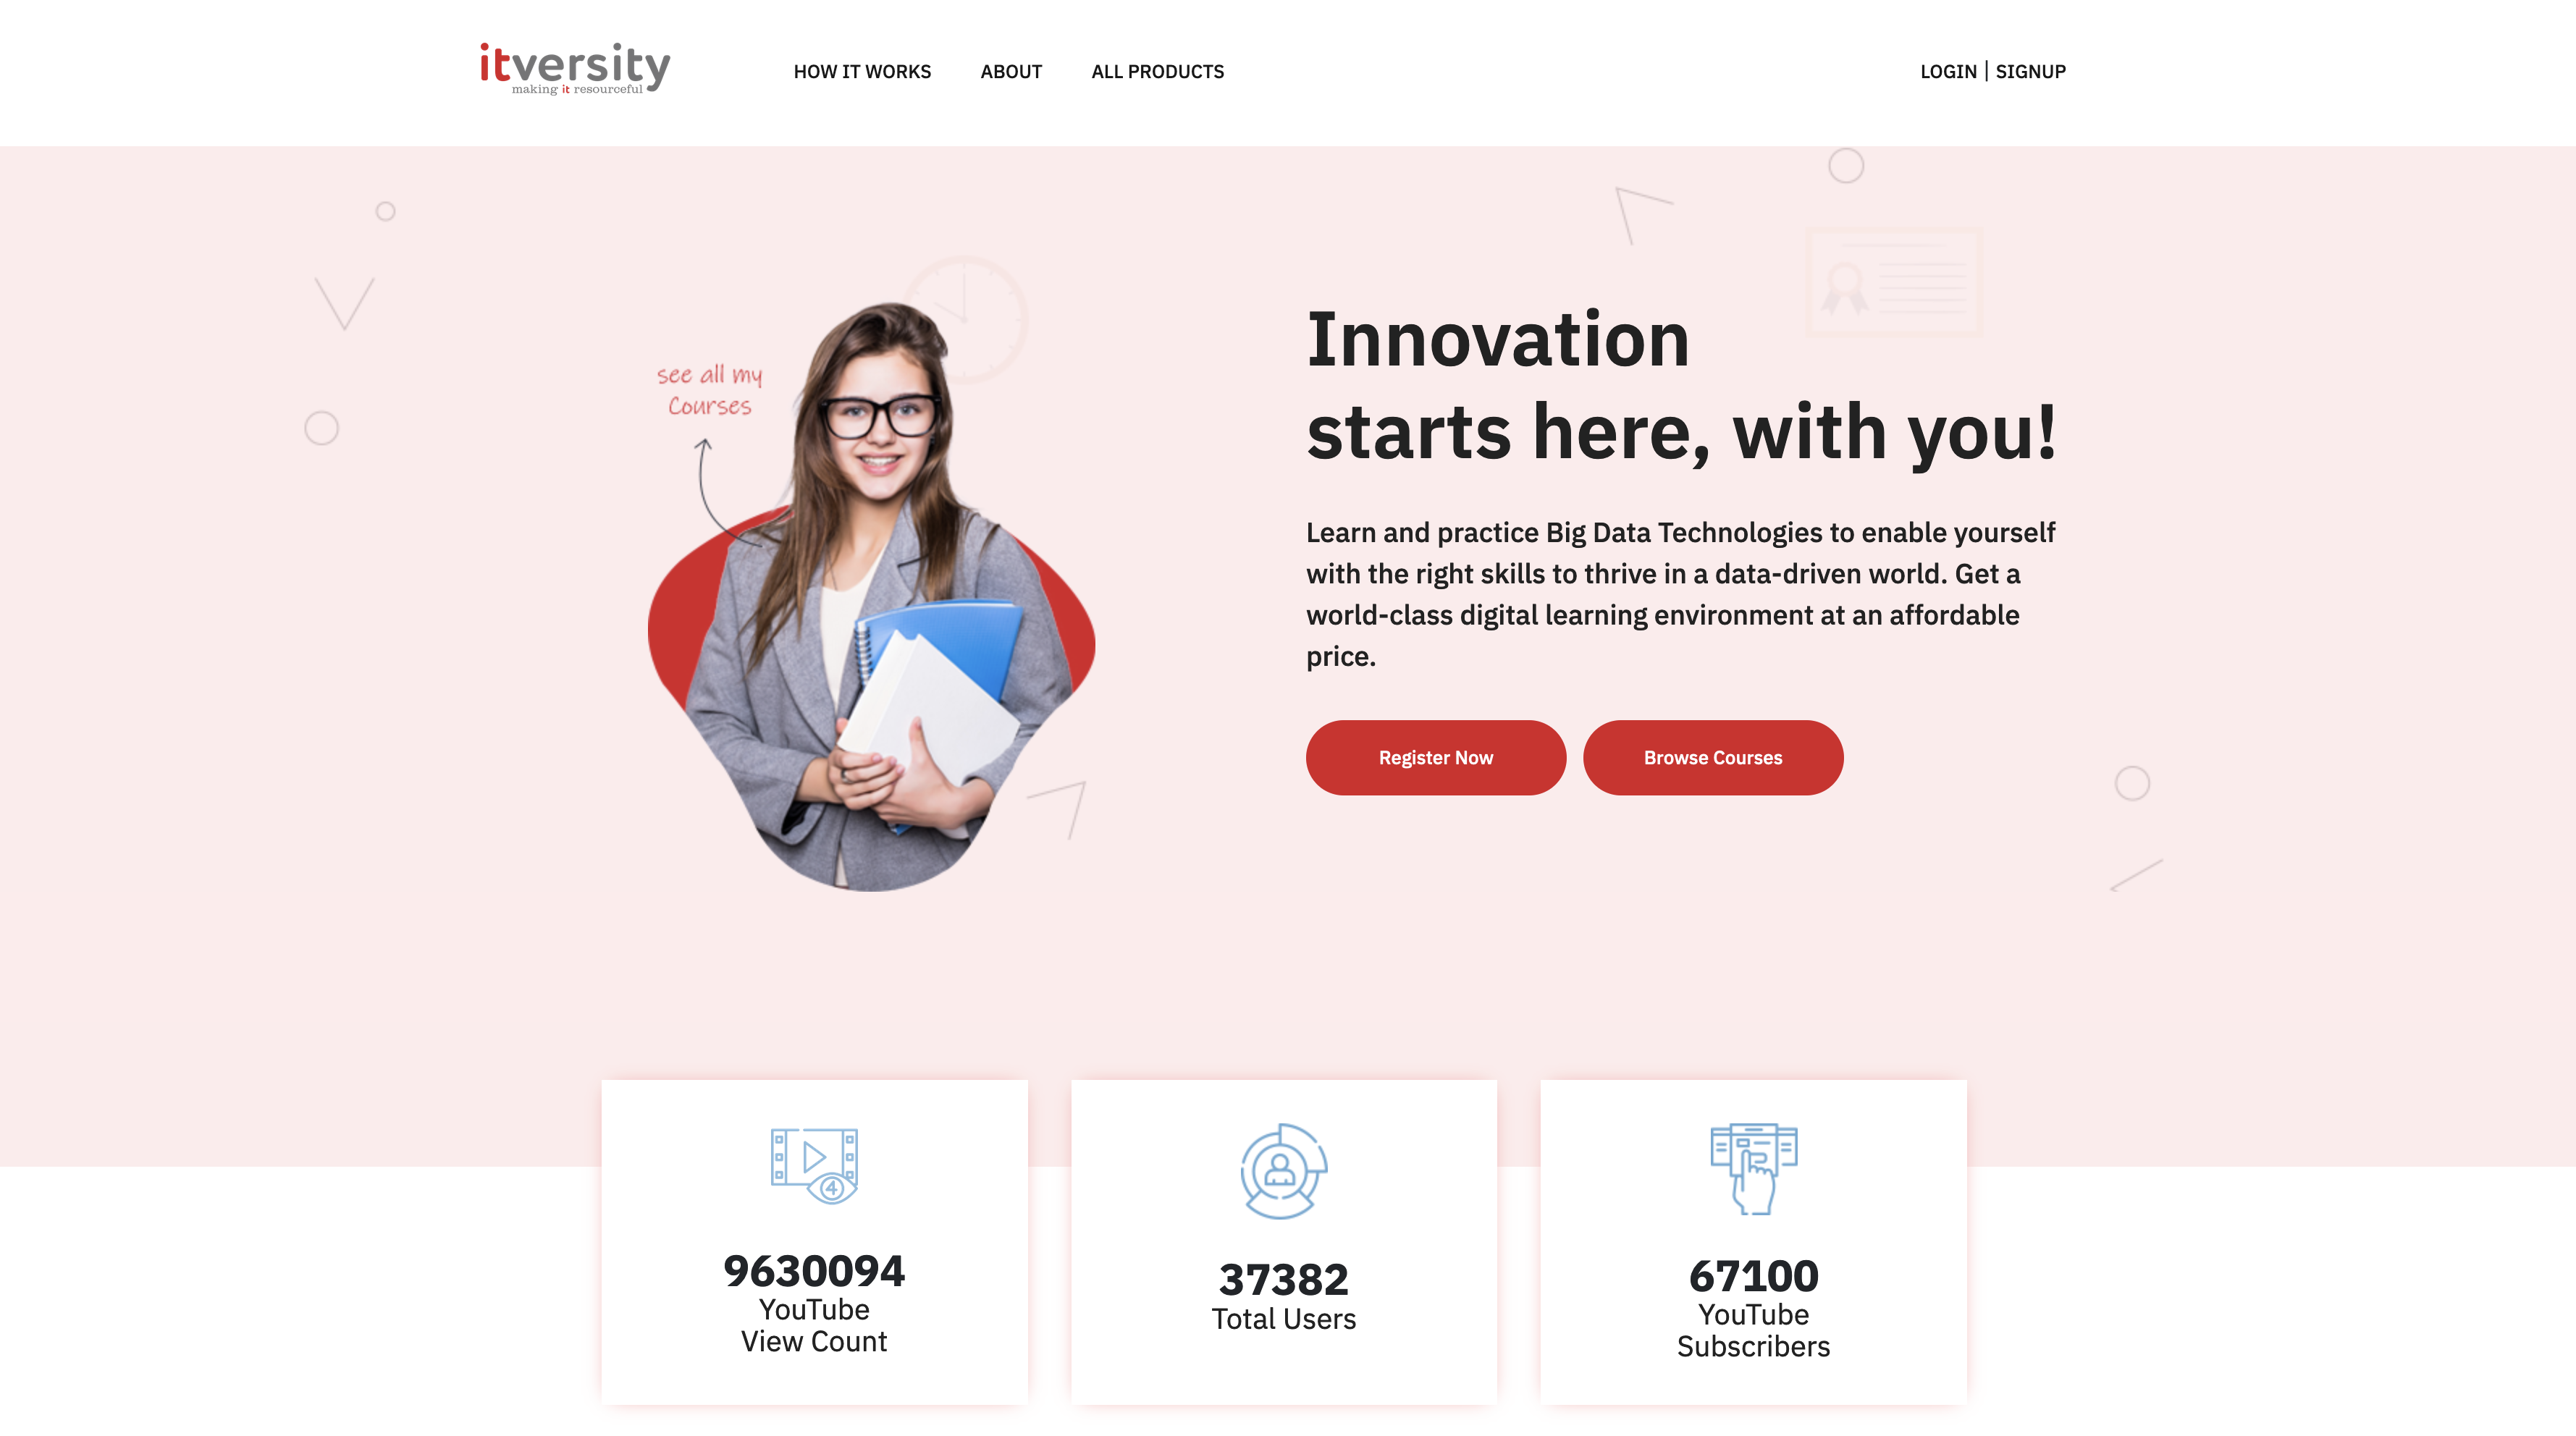 itversity
making it resourceful
HOW IT WORKS
ABOUT
ALL PRODUCTS
LOGIN | SIGNUP
see all my
Courses
Innovation
starts here, with you!
Learn and practice Big Data Technologies to enable yourself
with the right skills to thrive in a data-driven world. Get a
world-class digital learning environment at an affordable
price.
Register Now
Browse Courses
4
9630094
YouTube
View Count
37382
Total Users
67100
YouTube
Subscribers